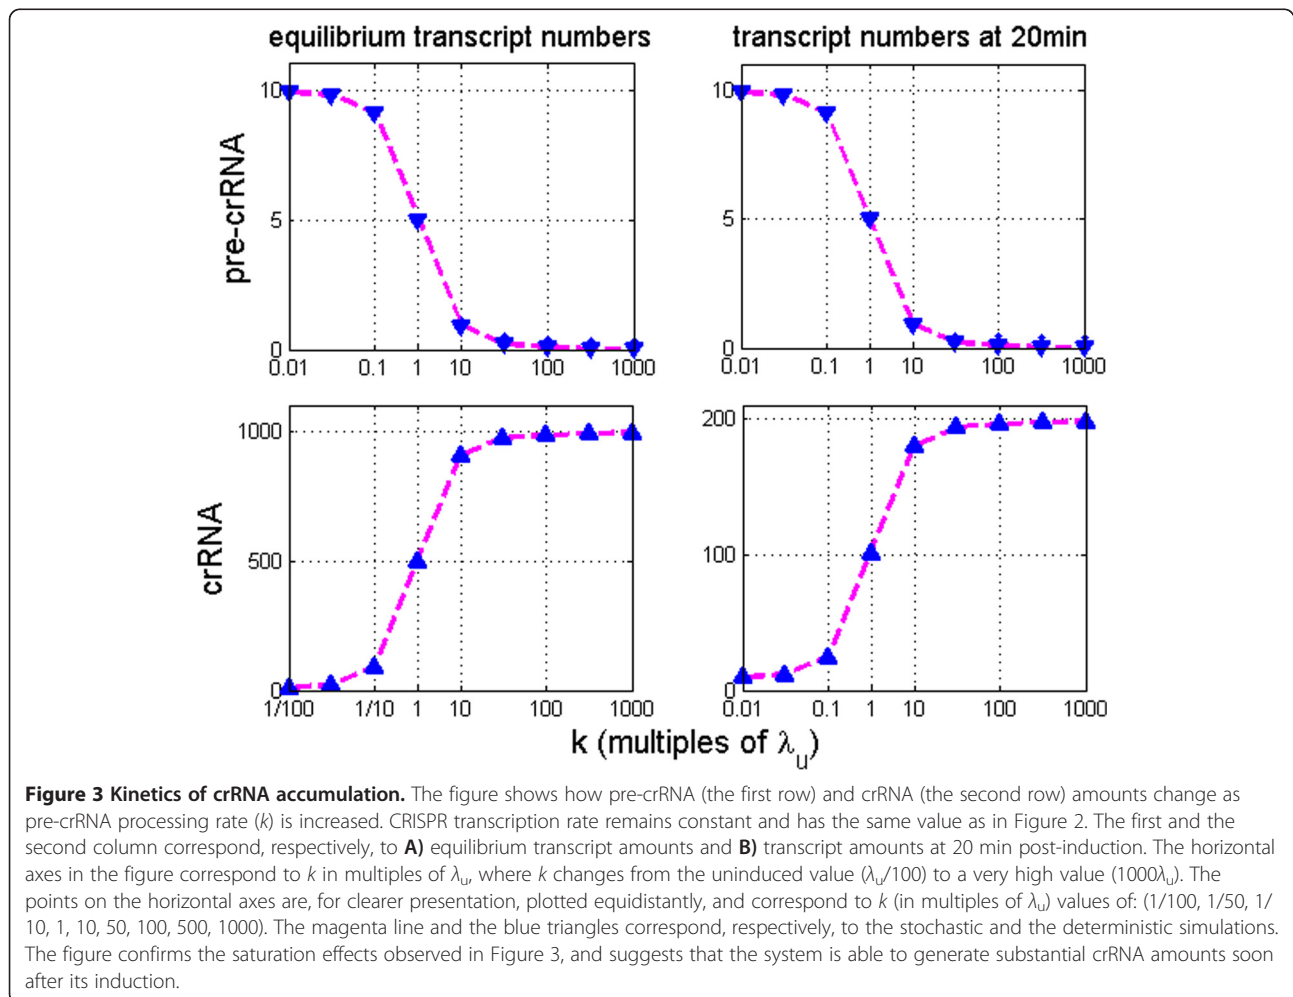 equilibrium transcript numbers
transcript numbers at 20min
pre-crRNA
10
5
0
0.01 0.1 1 10 100 1000
10
5
0
0.01 0.1 1 10 100 1000
crRNA
1000
500
0
1/100 1/10 1 10 100 1000
200
100
0
0.01 0.1 1 10 100 1000
k (multiples of λu)
Figure 3 Kinetics of crRNA accumulation. The figure shows how pre-crRNA (the first row) and crRNA (the second row) amounts change as
pre-crRNA processing rate (k) is increased. CRISPR transcription rate remains constant and has the same value as in Figure 2. The first and the
second column correspond, respectively, to A) equilibrium transcript amounts and B) transcript amounts at 20 min post-induction. The horizontal
axes in the figure correspond to k in multiples of λu, where k changes from the uninduced value (λu/100) to a very high value (1000λu). The
points on the horizontal axes are, for clearer presentation, plotted equidistantly, and correspond to k (in multiples of λu) values of: (1/100, 1/50, 1/
10, 1, 10, 50, 100, 500, 1000). The magenta line and the blue triangles correspond, respectively, to the stochastic and the deterministic simulations.
The figure confirms the saturation effects observed in Figure 3, and suggests that the system is able to generate substantial crRNA amounts soon
after its induction.